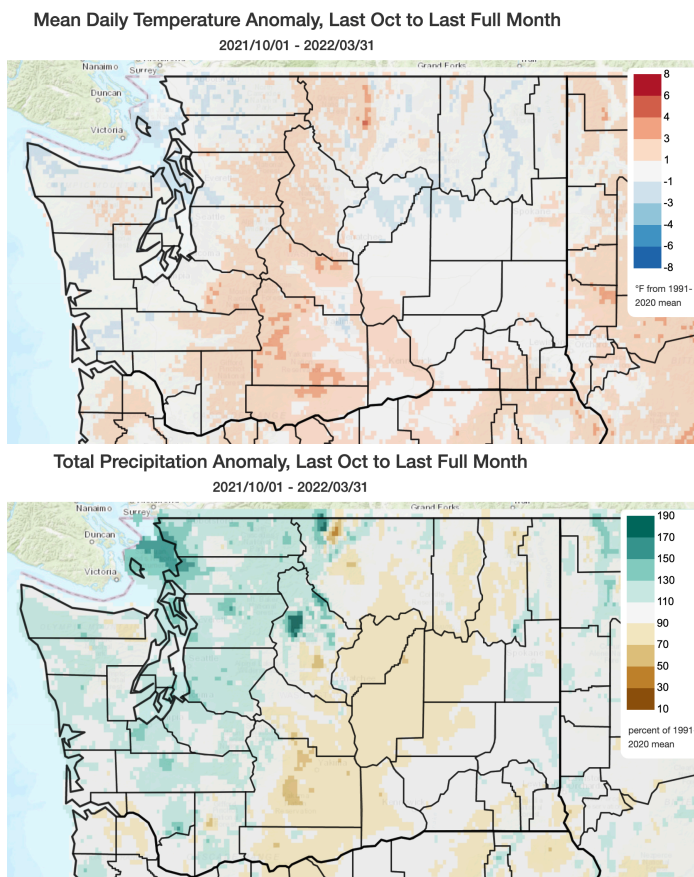 Mean Daily Temperature Anomaly, Last Oct to Last Full Month
2021/10/01 - 2022/03/31
Nanaimo
Surrey
Grand Forks
Duncan
Victoria
8
6
4
3
1
-1
-3
-4
-6
-8
°F from 1991-
2020 mean
Total Precipitation Anomaly, Last Oct to Last Full Month
2021/10/01 - 2022/03/31
Nanaimo
Surrey
Grand Forks
Duncan
Victoria
190
170
150
130
110
90
70
50
30
10
percent of 1991
2020 mean